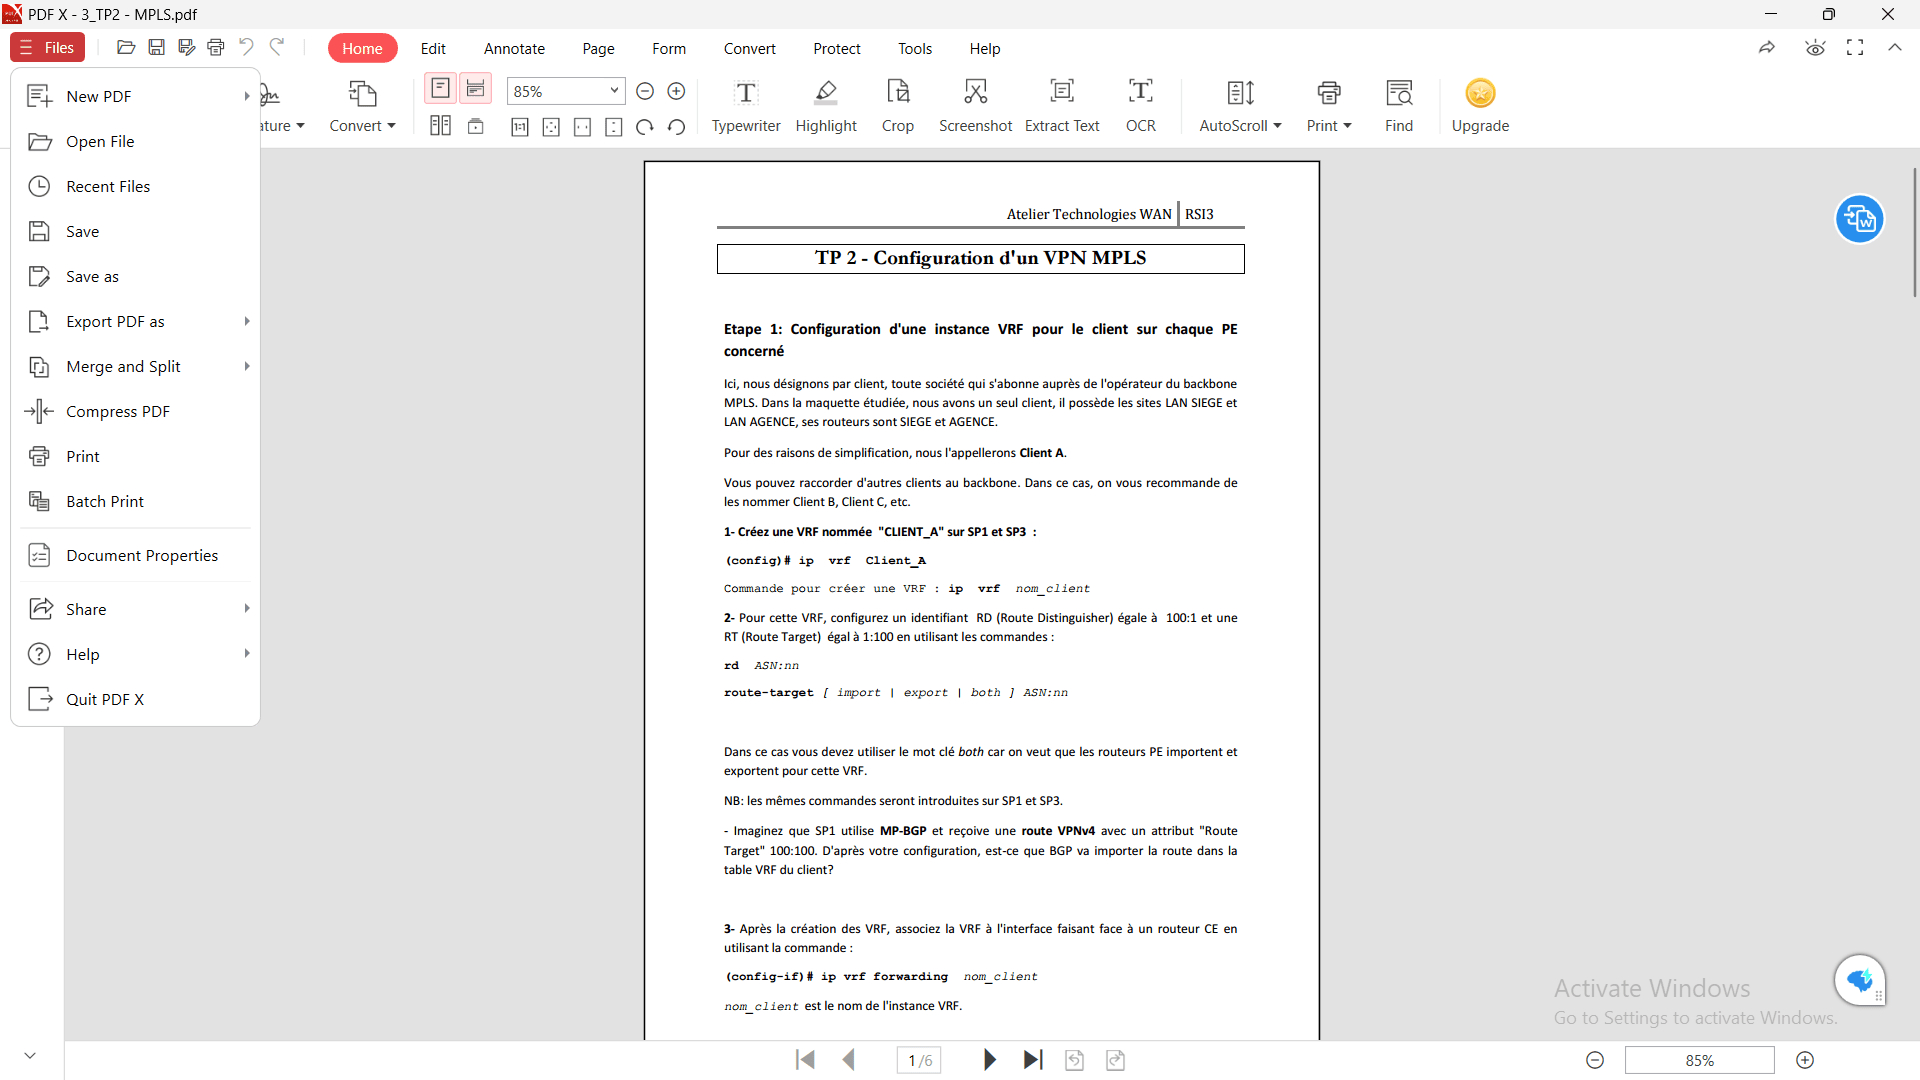 PDF X - 3_TP2 - MPLS.pdf
Files
Home
Edit
Annotate
Page
Form
Convert
Protect
Tools
Help
New PDF
Open File
Recent Files
Save
Save as
Export PDF as
Merge and Split
Compress PDF
Print
Batch Print
Document Properties
Share
Help
Quit PDF X
ature
Convert
85%
Typewriter
Highlight
Crop
Screenshot
Extract Text
OCR
AutoScroll
Print
Find
Upgrade
Atelier Technologies WAN RSI3
TP 2 - Configuration d'un VPN MPLS
Etape 1: Configuration d'une instance VRF pour le client sur chaque PE
concerné
Ici, nous désignons par client, toute société qui s'abonne auprès de l'opérateur du backbone
MPLS. Dans la maquette étudiée, nous avons un seul client, il possède les sites LAN SIEGE et
LAN AGENCE, ses routeurs sont SIEGE et AGENCE.
Pour des raisons de simplification, nous l'appellerons Client A.
Vous pouvez raccorder d'autres clients au backbone. Dans ce cas, on vous recommande de
les nommer Client B, Client C, etc.
1- Créez une VRF nommée "CLIENT_A" sur SP1 et SP3 :
(config)# ip vrf Client_A
Commande pour créer une VRF : ip vrf nom_client
2- Pour cette VRF, configurez un identifiant RD (Route Distinguisher) égale à 100:1 et une
RT (Route Target) égal à 1:100 en utilisant les commandes :
rd ASN:nn
route-target [ import | export | both ] ASN:nn
Dans ce cas vous devez utiliser le mot clé both car on veut que les routeurs PE importent et
exportent pour cette VRF.
NB: les mêmes commandes seront introduites sur SP1 et SP3.
- Imaginez que SP1 utilise MP-BGP et reçoive une route VPNv4 avec un attribut "Route
Target" 100:100. D'après votre configuration, est-ce que BGP va importer la route dans la
table VRF du client?
3- Après la création des VRF, associez la VRF à l'interface faisant face à un routeur CE en
utilisant la commande :
(config-if)# ip vrf forwarding nom_client
nom_client est le nom de l'instance VRF.
Activate Windows
Go to Settings to activate Windows.
1/6
85%